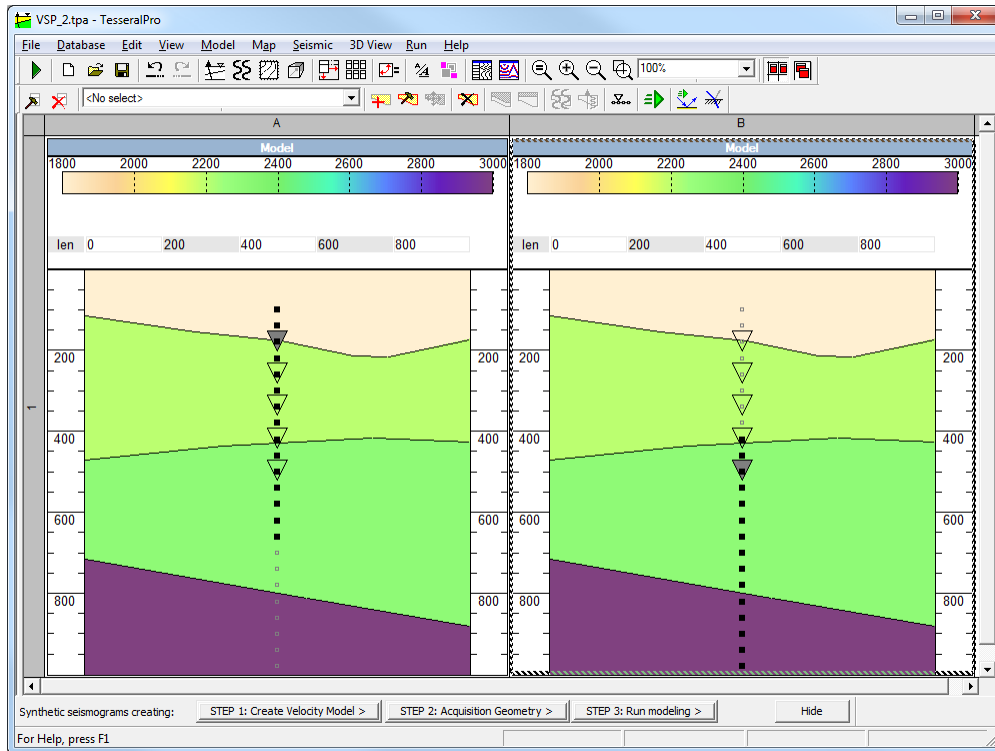 VSP_2.tpa - TesseralPro
File Database Edit View Model Map Seismic 3D View Run Help
100%
<No select>
A B
Model Model
1800 2000 2200 2400 2600 2800 3000 1800 2000 2200 2400 2600 2800 3000
len 0 200 400 600 800 len 0 200 400 600 800
200 200 200 200
1
400 400 400 400
600 600 600 600
800 800 800 800
Synthetic seismograms creating: STEP 1: Create Velocity Model > STEP 2: Acquisition Geometry > STEP 3: Run modeling > Hide
For Help, press F1